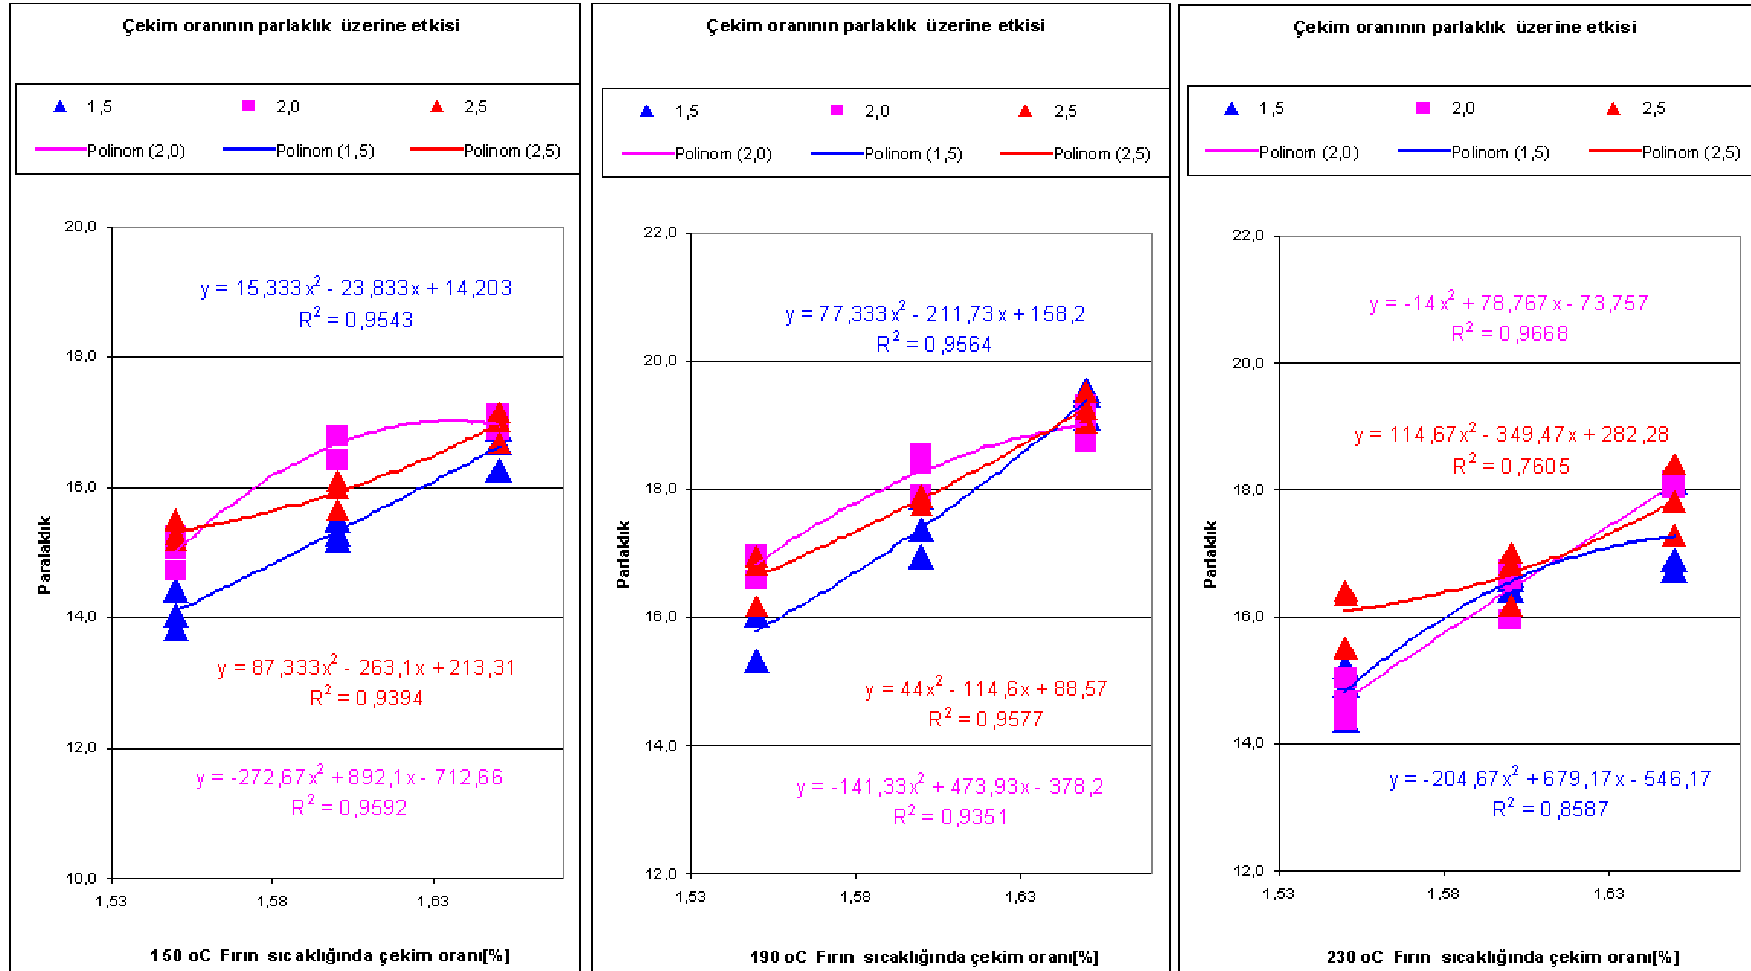 Çekim oranının parlaklık üzerine etkisi
1,5
2,0
2,5
Polinom (2,0)
Polinom (1,5)
Polinom (2,5)
20,0
18,0
16,0
14,0
12,0
10,0
Paralaklık
y = 15,333x² - 23,833x + 14,203
R² = 0,9543
y = 87,333x² - 263,1x + 213,31
R² = 0,9394
y = -272,67x² + 892,1x - 712,66
R² = 0,9592
1,53
1,58
1,63
150 oC Fırın sıcaklığında çekim oranı[%]
Çekim oranının parlaklık üzerine etkisi
1,5
2,0
2,5
Polinom (2,0)
Polinom (1,5)
Polinom (2,5)
22,0
20,0
18,0
16,0
14,0
12,0
Parlaklık
y = 77,333x² - 211,73x + 158,2
R² = 0,9564
y = 44x² - 114,6x + 88,57
R² = 0,9577
y = -141,33x² + 473,93x - 378,2
R² = 0,9351
1,53
1,58
1,63
190 oC Fırın sıcaklığında çekim oranı[%]
Çekim oranının parlaklık üzerine etkisi
1,5
2,0
2,5
Polinom (2,0)
Polinom (1,5)
Polinom (2,5)
22,0
20,0
18,0
16,0
14,0
12,0
Parlaklık
y = -14x² + 78,767x - 73,757
R² = 0,9668
y = 114,67x² - 349,47x + 282,28
R² = 0,7605
y = -204,67x² + 679,17x - 546,17
R² = 0,8587
1,53
1,58
1,63
230 oC Fırın sıcaklığında çekim oranı[%]